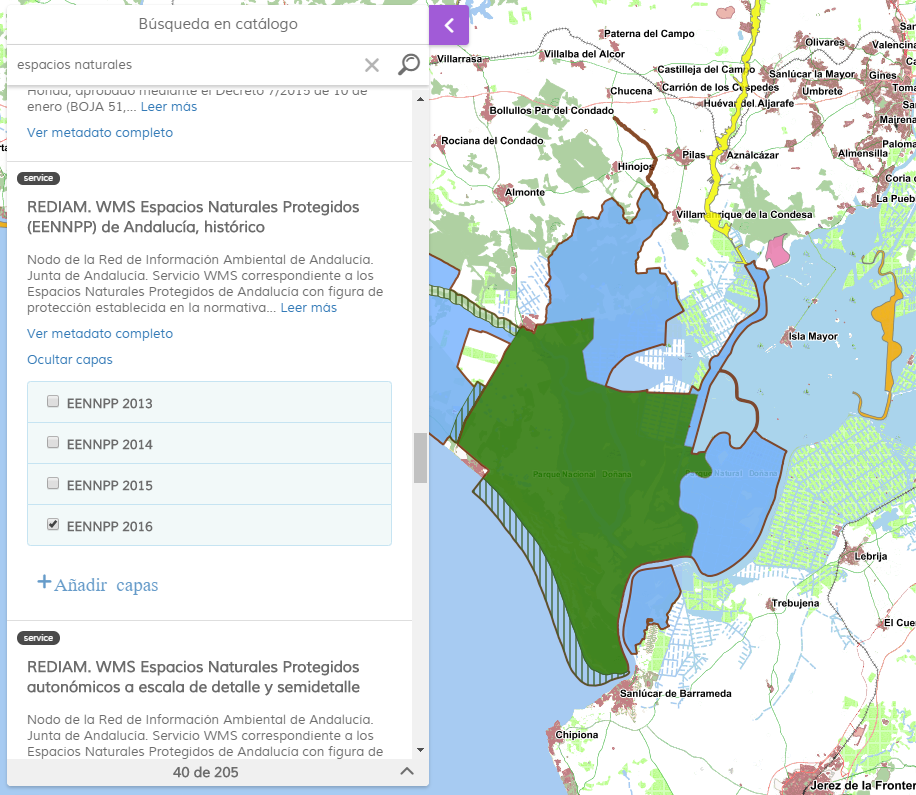 Búsqueda en catálogo
espacios naturales
Honda, aprobado mediante el Decreto 7/2015 de 10 de
enero (BOJA 51,... Leer más
Ver metadato completo
service
REDIAM. WMS Espacios Naturales Protegidos
(EENNPP) de Andalucía, histórico
Nodo de la Red de Información Ambiental de Andalucia.
Junta de Andalucia. Servicio WMS correspondiente a los
Espacios Naturales Protegidos de Andalucía con figura de
protección establecida en la normativa... Leer más
Ver metadato completo
Ocultar capas
EENNPP 2013
EENNPP 2014
EENNPP 2015
EENNPP 2016
+Añadir capas
service
REDIAM. WMS Espacios Naturales Protegidos
autonómicos a escala de detalle y semidetalle
Nodo de la Red de Información Ambiental de Andalucia.
Junta de Andalucia. Servicio WMS correspondiente a los
Espacios Naturales Protegidos de Andalucía con figura de
40 de 205
Paterna del Campo
Olivares
Valencina
Villarrasa
Villalba del Alcor
Castilleja del Campo
Sanlúcar la Mayor
Gines
Chucena
Carrión de los Céspedes
Umbrete
Toma
Bollullos Par del Condado
Huévar del Aljarafe
San
Mairena
Rociana del Condado
Paloma
Hinojos
Pilas
Aznalcázar
Almensilla
Almonte
Coria d
La Pueb
Villamanrique de la Condesa
Isla Mayor
Parque Nacional - Doñana
Parque Natural - Doñana
Lebrija
Trebujena
El Cue
Sanlúcar de Barrameda
Chipiona
Jerez de la Fronter